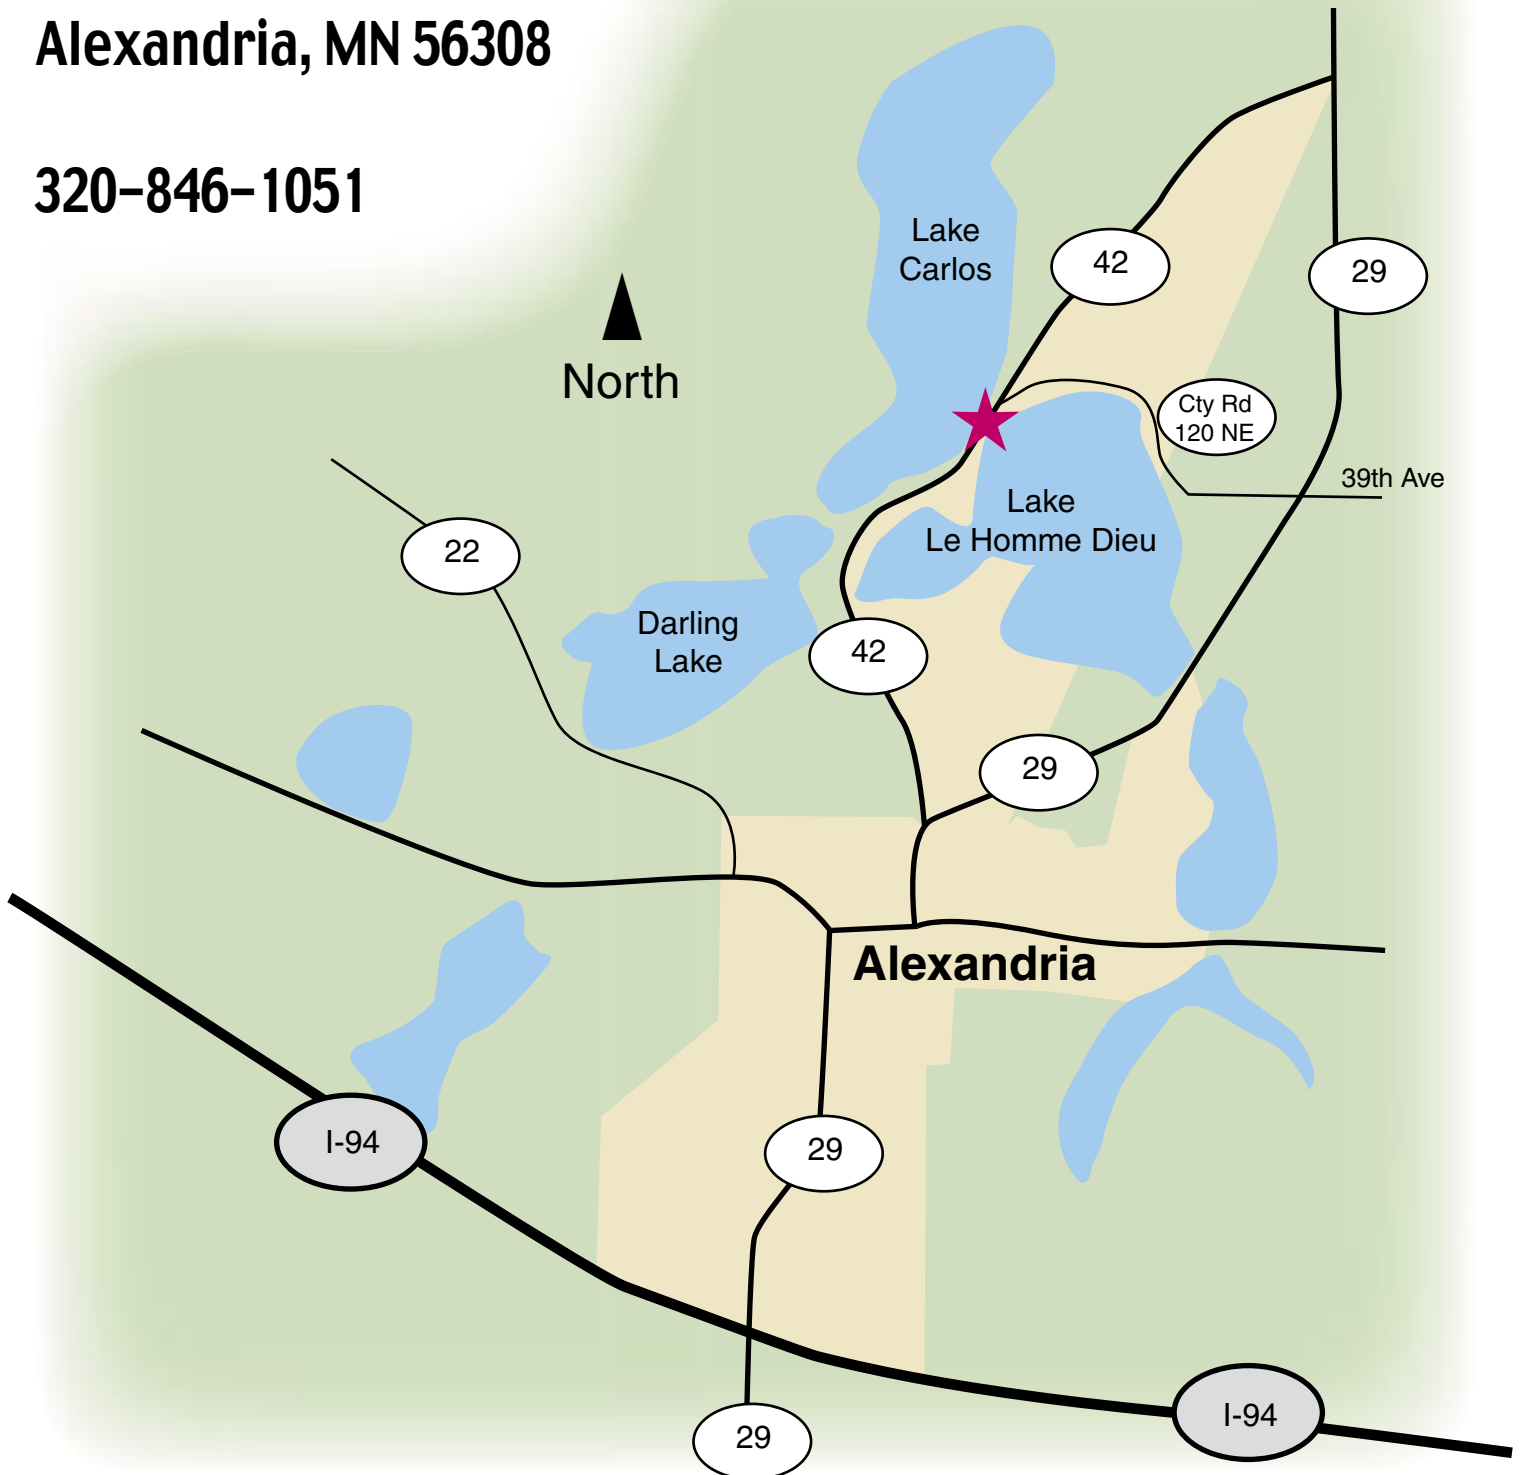 Alexandria, MN 56308
320-846-1051
Lake
Carlos
42
29
North
Cty Rd
120 NE
39th Ave
Lake
Le Homme Dieu
22
Darling
Lake
42
29
Alexandria
I-94
29
I-94
29